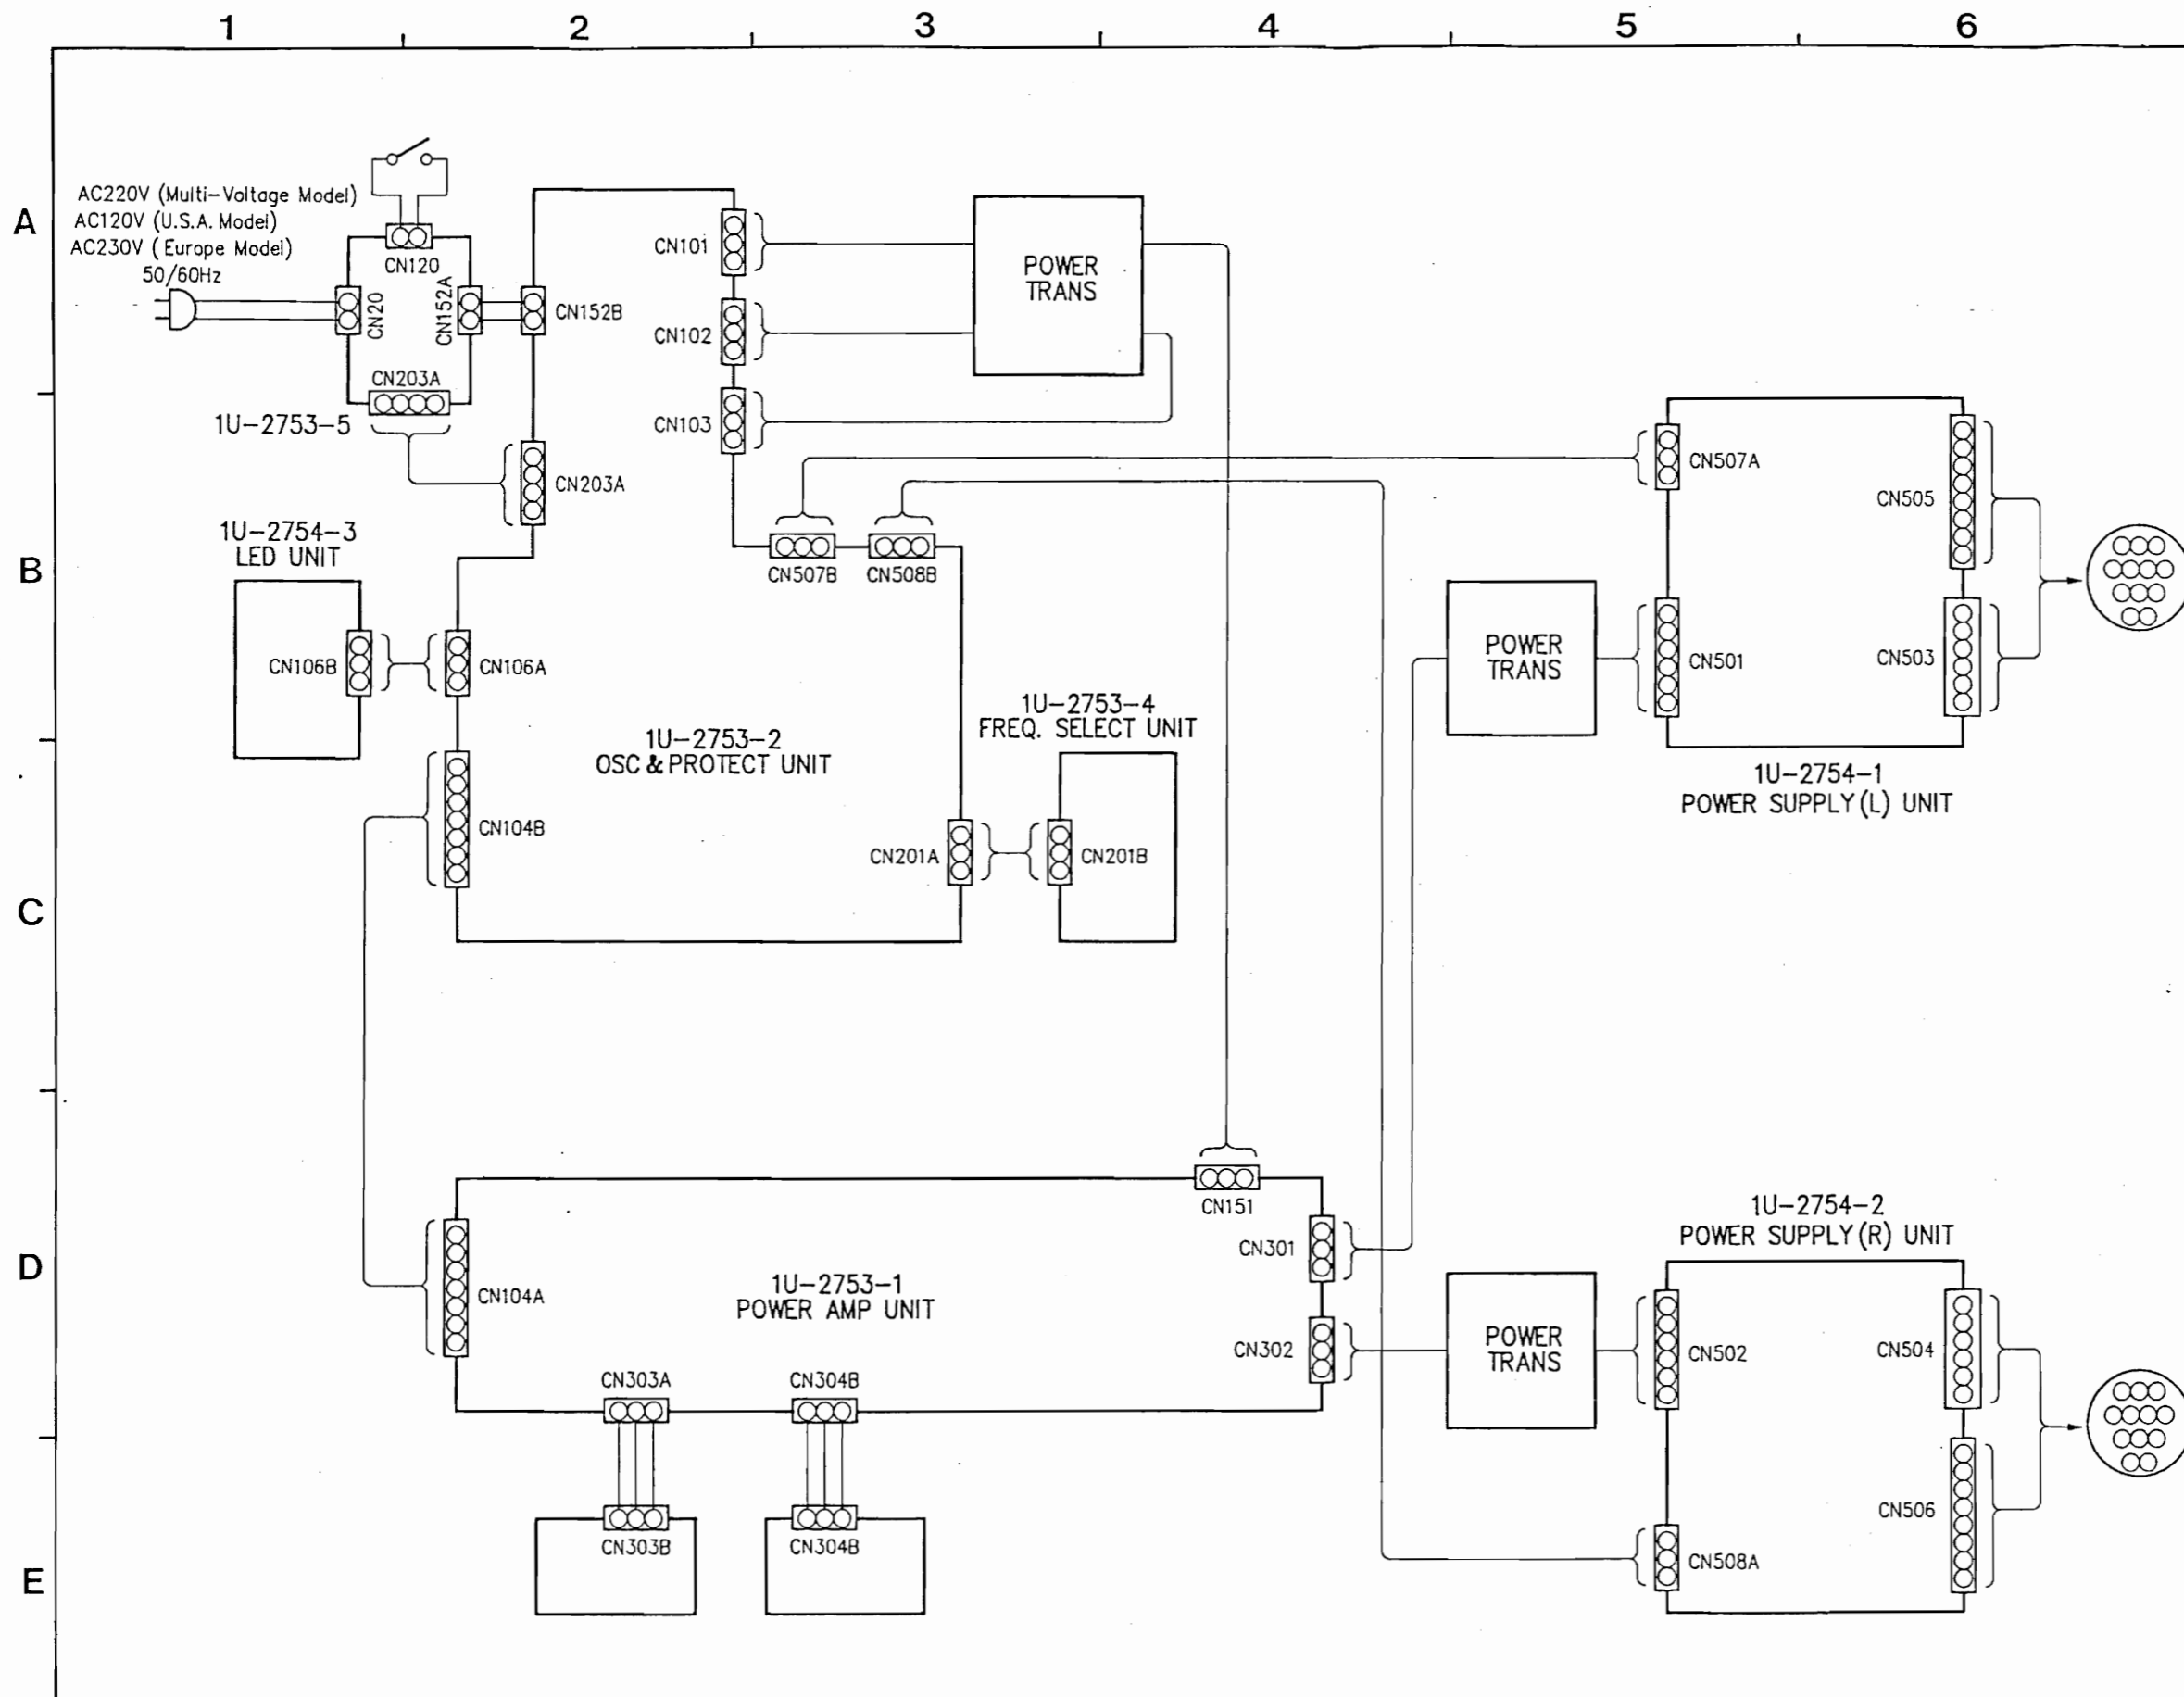 1 2 3 4 5 6
A
B
C
D
E
AC220V (Multi-Voltage Model)
AC120V (U.S.A. Model)
AC230V ( Europe Model)
50/60Hz
CN120
CN20
CN152A
CN203A
1U-2753-5
CN152B
CN203A
CN101
CN102
CN103
POWER
TRANS
CN507B
CN508B
1U-2754-3
LED UNIT
CN106B
CN106A
CN104B
1U-2753-2
OSC & PROTECT UNIT
CN201A
1U-2753-4
FREQ. SELECT UNIT
CN201B
POWER
TRANS
CN507A
CN501
CN505
CN503
1U-2754-1
POWER SUPPLY (L) UNIT
CN151
CN301
CN302
CN104A
1U-2753-1
POWER AMP UNIT
CN303A
CN304B
CN303B
CN304B
POWER
TRANS
1U-2754-2
POWER SUPPLY (R) UNIT
CN502
CN504
CN506
CN508A